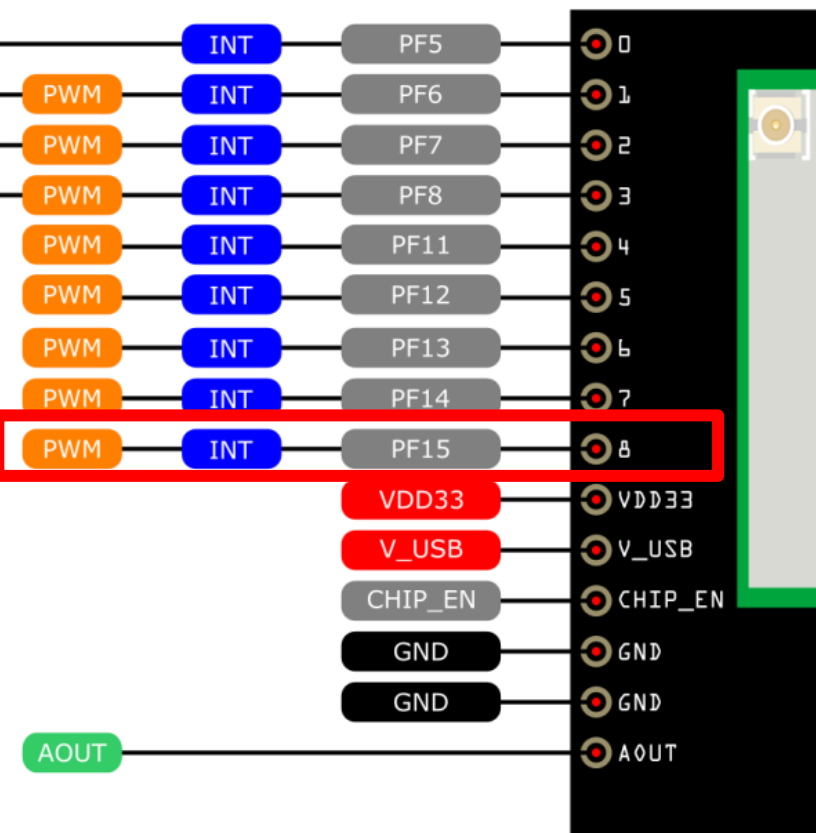 INT PF5 0
PWM INT PF6 1
PWM INT PF7 2
PWM INT PF8 3
PWM INT PF11 4
PWM INT PF12 5
PWM INT PF13 6
PWM INT PF14 7
PWM INT PF15 8
VDD33 VDD33
V_USB V_USB
CHIP_EN CHIP_EN
GND GND
GND GND
AOUT AOUT